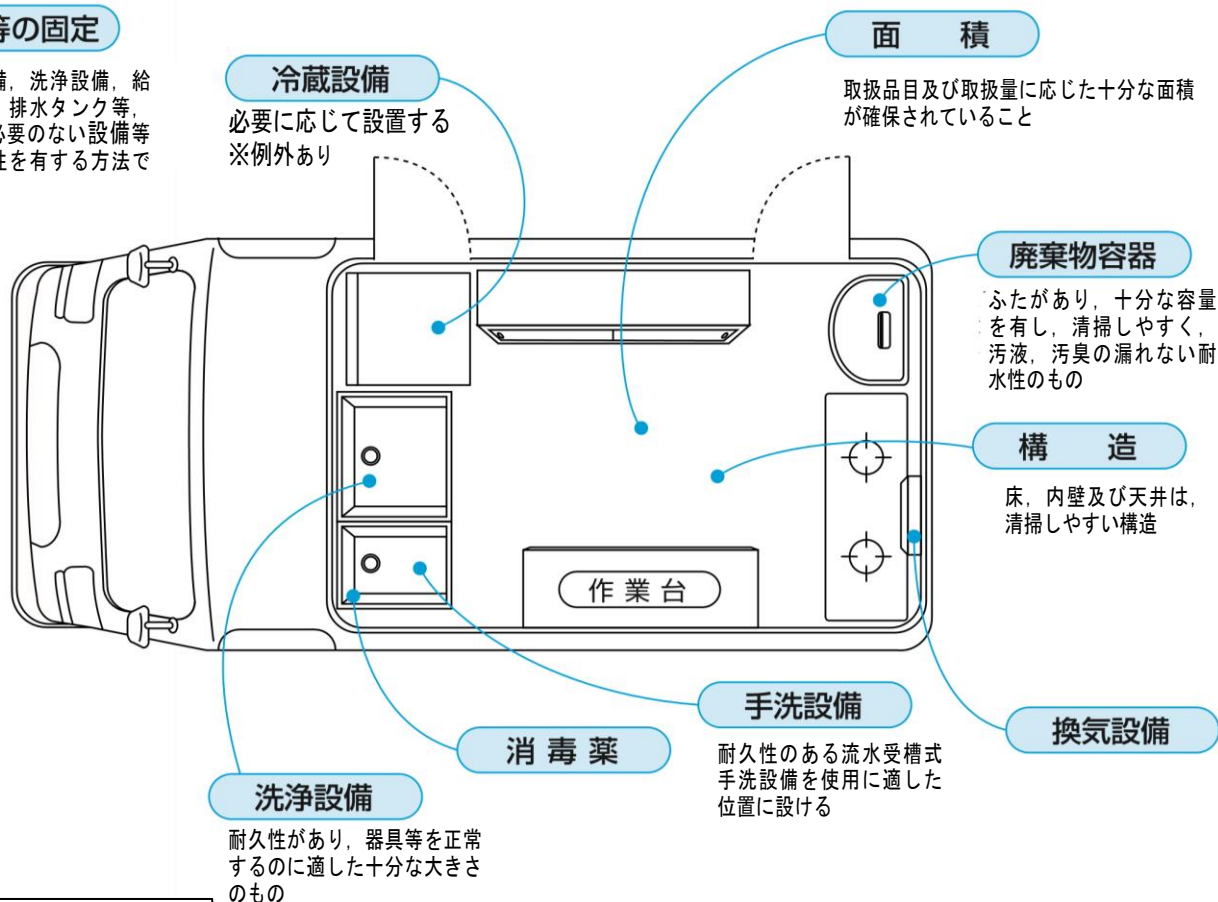 等の固定
備，洗浄設備，給
排水タンク等，
必要のない設備等
性を有する方法で
冷蔵設備
必要に応じて設置する
※例外あり
面　積
取扱品目及び取扱量に応じた十分な面積
が確保されていること
廃棄物容器
ふたがあり，十分な容量
を有し，清掃しやすく，
汚液，汚臭の漏れない耐
水性のもの
構　造
床，内壁及び天井は，
清掃しやすい構造
作業台
手洗設備
耐久性のある流水受槽式
手洗設備を使用に適した
位置に設ける
換気設備
消毒薬
洗浄設備
耐久性があり，器具等を正常
するのに適した十分な大きさ
のもの